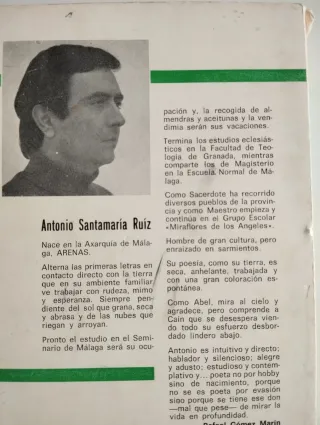 Antonio Santamaría Ruiz
Nace en la Axarquía de Mála-
ga, ARENAS.
Alterna las primeras letras en
contacto directo con la tierra
que en su ambiente familiar
ve trabajar con rudeza, mimo
y esperanza. Siempre pen-
diente del sol que grana, seca
y abrasa y de las nubes que
riegan y arroyan.
Pronto el estudio en el Semi-
nario de Málaga será su ocu-
pación y, la recogida de al-
mendras y aceitunas y la ven-
dimia serán sus vacaciones.
Termina los estudios eclesiás-
ticos en la Facultad de Teo-
logía de Granada, mientras
comparte los de Magisterio
en la Escuela Normal de Má-
laga.
Como Sacerdote ha recorrido
diversos pueblos de la provin-
cia y como Maestro empieza y
continúa en el Grupo Escolar
«Miraflores de los Angeles».
Hombre de gran cultura, pero
enraizado en sarmientos.
Su poesía, como su tierra, es
seca, anhelante, trabajada y
con una gran coloración es-
pontánea.
Como Abel, mira al cielo y
agradece, pero comprende a
Caín que se desespera vien-
do todo su esfuerzo desbor-
dado lindero abajo.
Antonio es intuitivo y directo;
hablador y silencioso; alegre
y adusto; estudioso y contem-
plativo y... poeta no por hobby
sino de nacimiento, porque
no se es poeta por evasión
sino porque se tiene ese don
—mal que pese— de mirar la
vida en profundidad.
Rafael Gómez Marín